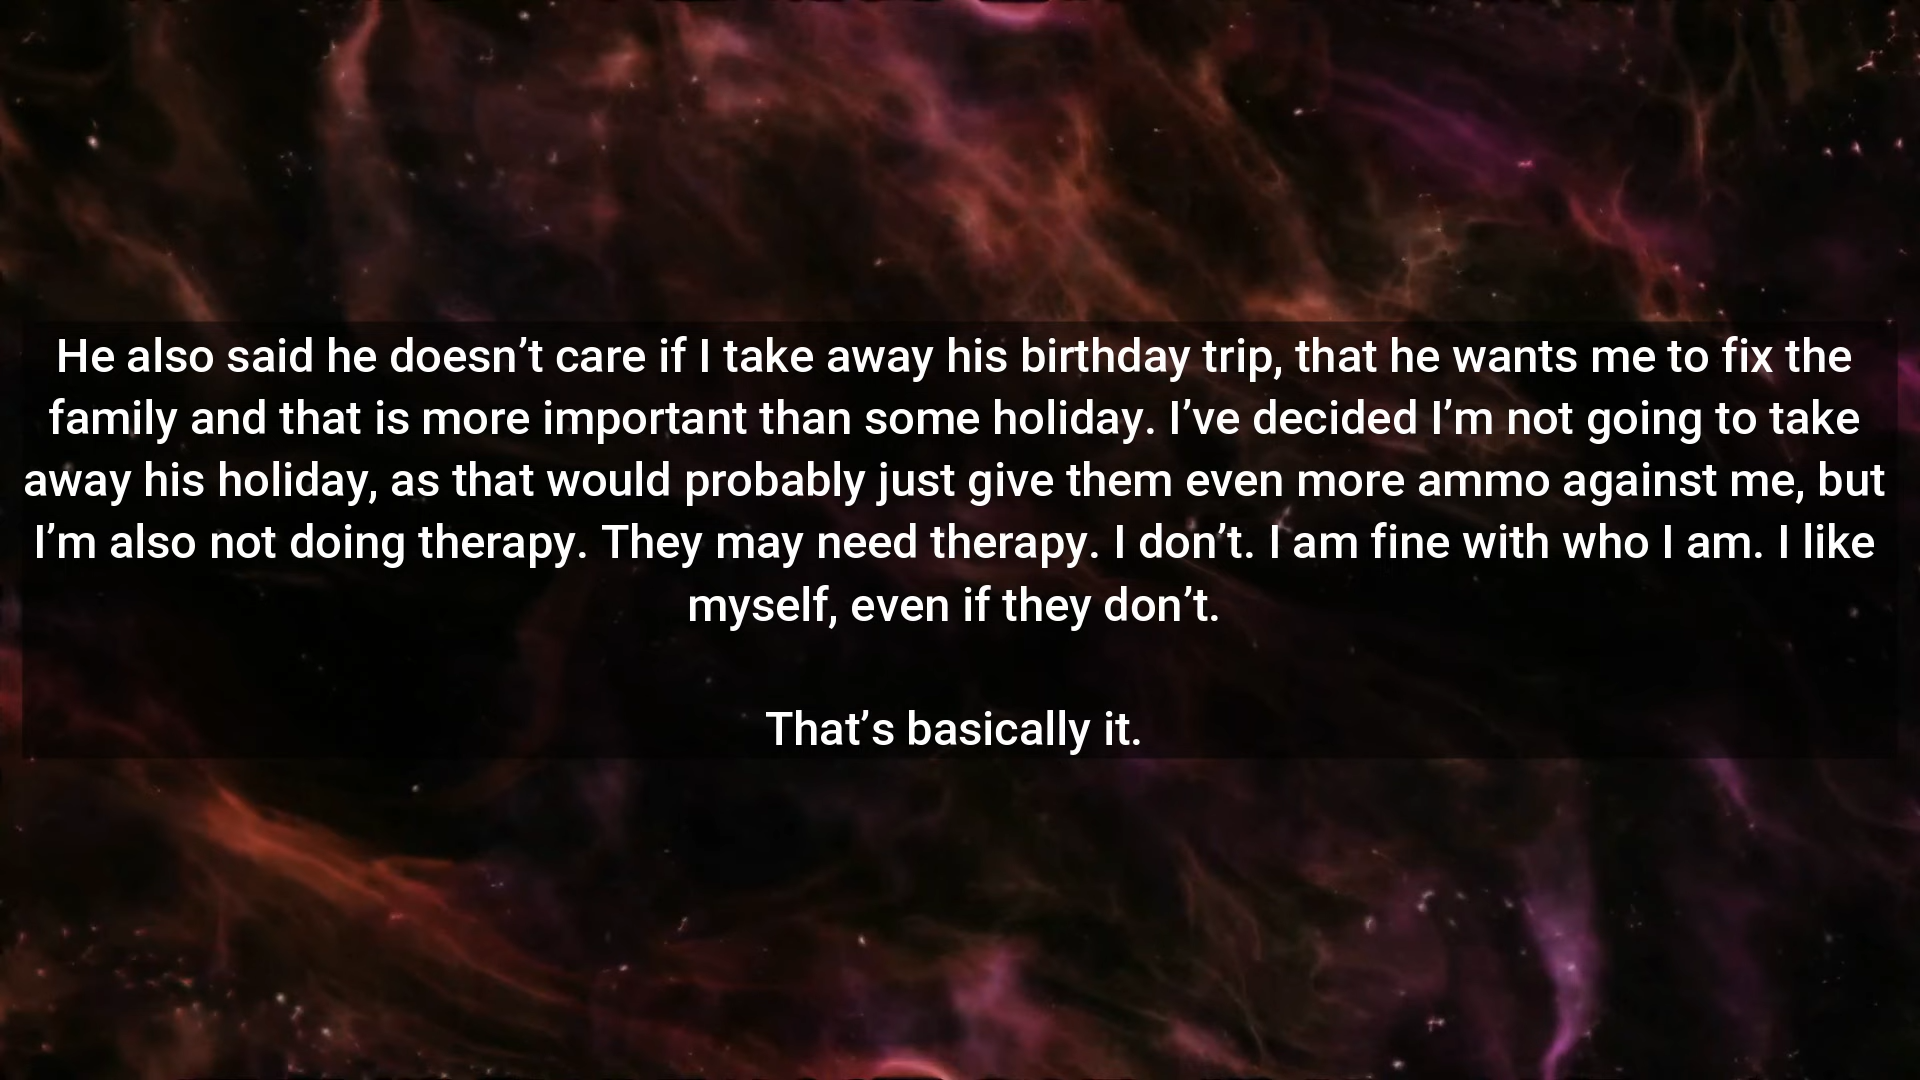 He also said he doesn’t care if I take away his birthday trip, that he wants me to fix the
family and that is more important than some holiday. I’ve decided I’m not going to take
away his holiday, as that would probably just give them even more ammo against me, but
I’m also not doing therapy. They may need therapy. I don’t. I am fine with who I am. I like
myself, even if they don’t.
That’s basically it.